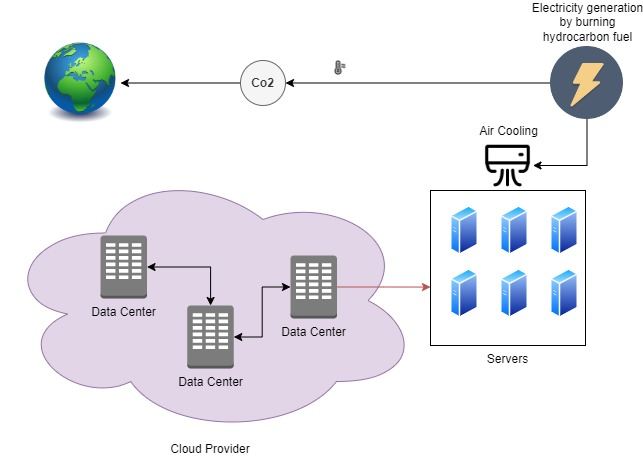 Electricity generation
by burning
hydrocarbon fuel
Co2
Air Cooling
Data Center
Data Center
Data Center
Servers
Cloud Provider